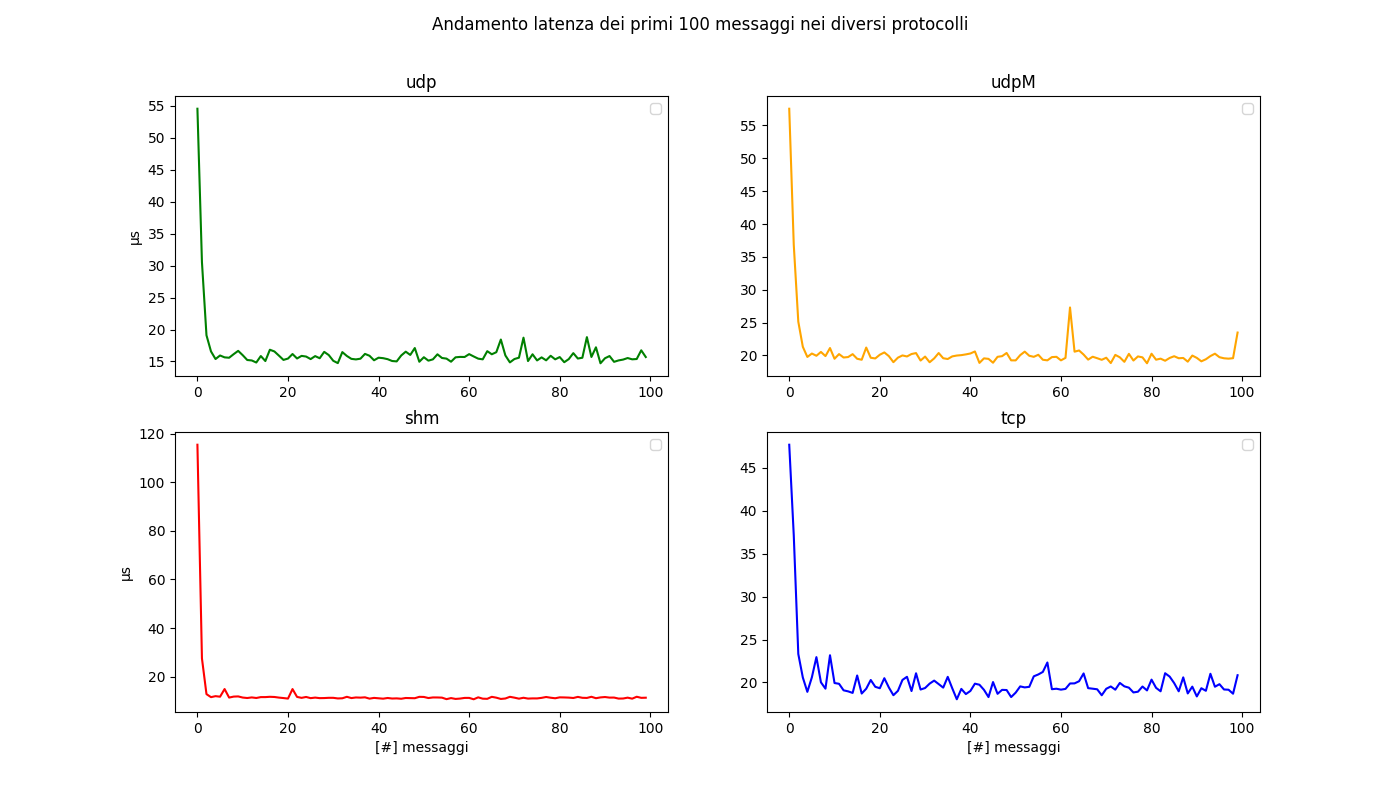 Andamento latenza dei primi 100 messaggi nei diversi protocolli
udp
55
50
45
40
35
30
25
20
15
µs
0 20 40 60 80 100
udpM
55
50
45
40
35
30
25
20
0 20 40 60 80 100
shm
120
100
80
60
40
20
µs
0 20 40 60 80 100
[#] messaggi
tcp
45
40
35
30
25
20
0 20 40 60 80 100
[#] messaggi